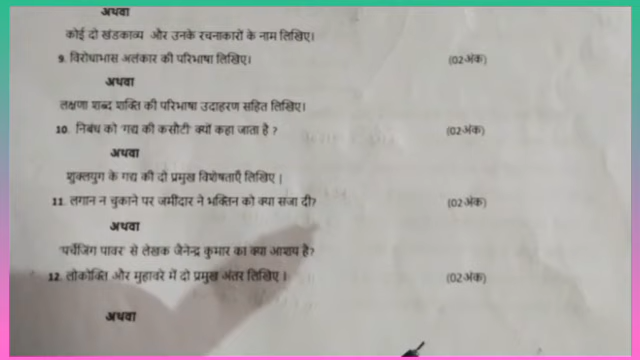 अथवा
कोई दो खंडकाव्य और उनके रचनाकारों के नाम लिखिए।
9. विरोधाभास अलंकार की परिभाषा लिखिए। (02अंक)
अथवा
लक्षणा शब्द शक्ति की परिभाषा उदाहरण सहित लिखिए।
10. निबंध को 'गद्य की कसौटी' क्यों कहा जाता है ? (02अंक)
अथवा
शुक्लयुग के गद्य की दो प्रमुख विशेषताएँ लिखिए ।
11. लगान न चुकाने पर जमींदार ने भक्तिन को क्या सजा दी? (02अंक)
अथवा
'पर्चेजिंग पावर' से लेखक जैनेन्द्र कुमार का क्या आशय है?
12. लोकोक्ति और मुहावरे में दो प्रमुख अंतर लिखिए । (02अंक)
अथवा